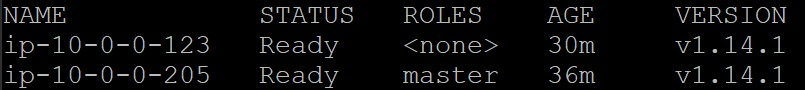 NAME STATUS ROLES AGE VERSION
ip-10-0-0-123 Ready <none> 30m v1.14.1
ip-10-0-0-205 Ready master 36m v1.14.1